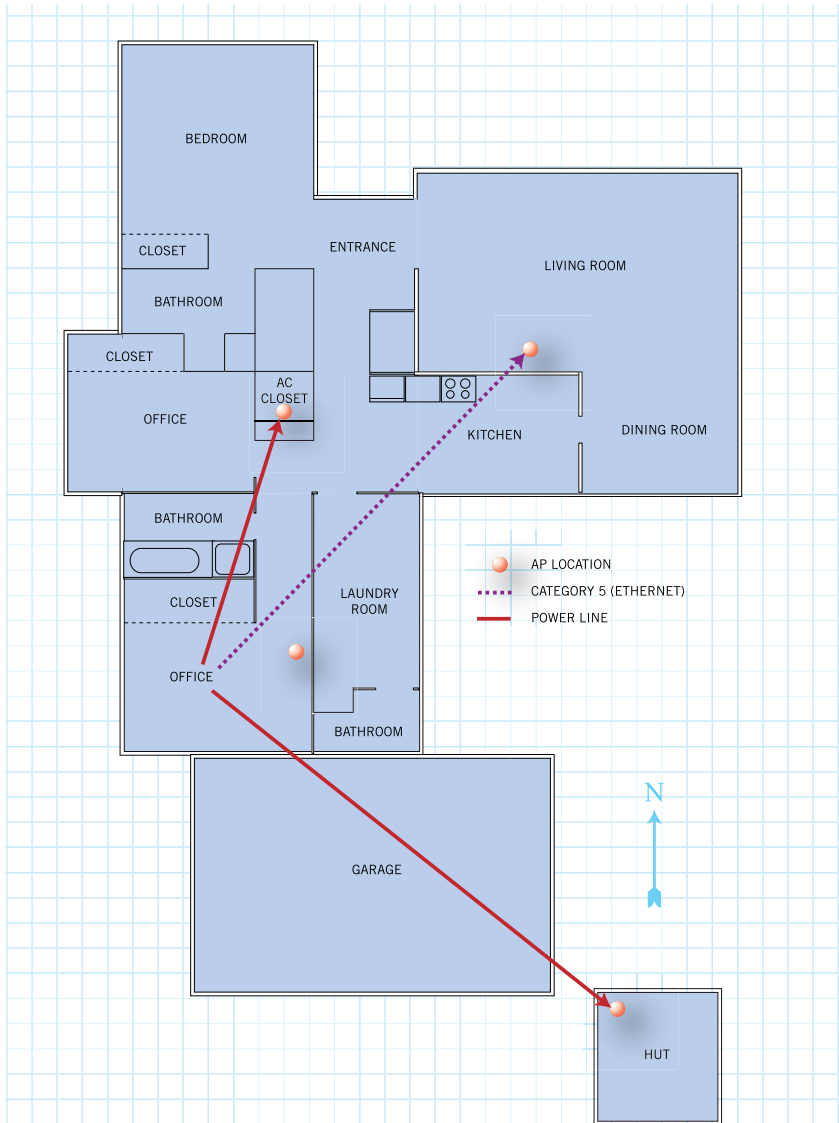 BEDROOM
ENTRANCE
CLOSET
LIVING ROOM
BATHROOM
CLOSET
AC
CLOSET
OFFICE
KITCHEN
DINING ROOM
BATHROOM
AP LOCATION
CATEGORY 5 (ETHERNET)
POWER LINE
CLOSET
LAUNDRY
ROOM
OFFICE
BATHROOM
N
GARAGE
HUT